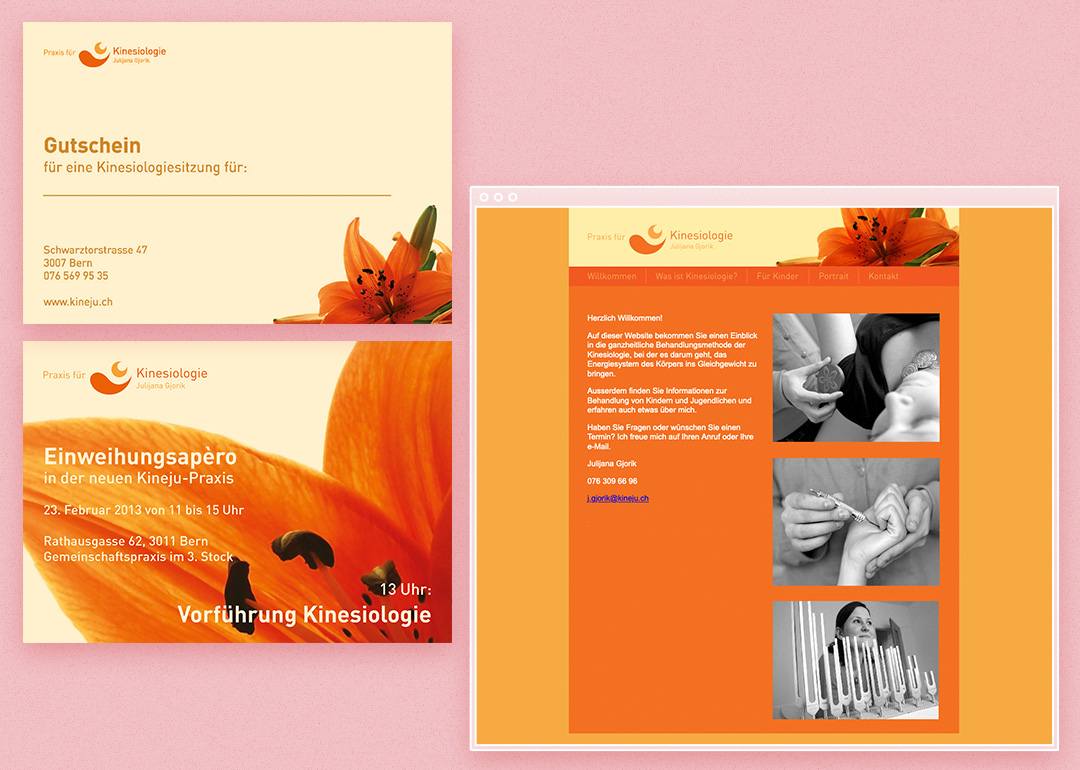 Praxis für Kinesiologie
Julijana Gjorik
Gutschein
für eine Kinesiologiesitzung für:
Schwarztorstrasse 47
3007 Bern
076 569 95 35
www.kineju.ch
Praxis für Kinesiologie
Julijana Gjorik
Einweihungsapèro
in der neuen Kineju-Praxis
23. Februar 2013 von 11 bis 15 Uhr
Rathausgasse 62, 3011 Bern
Gemeinschaftspraxis im 3. Stock
13 Uhr:
Vorführung Kinesiologie
Praxis für Kinesiologie
Julijana Gjorik
Willkommen Was ist Kinesiologie? Für Kinder Portrait Kontakt
Herzlich Willkommen!
Auf dieser Website bekommen Sie einen Einblick
in die ganzheitliche Behandlungsmethode der
Kinesiologie, bei der es darum geht, das
Energiesystem des Körpers ins Gleichgewicht zu
bringen.
Ausserdem finden Sie Informationen zur
Behandlung von Kindern und Jugendlichen und
erfahren auch etwas über mich.
Haben Sie Fragen oder wünschen Sie einen
Termin? Ich freue mich auf Ihren Anruf oder Ihre
e-Mail.
Julijana Gjorik
076 309 66 96
j.gjorik@kineju.ch